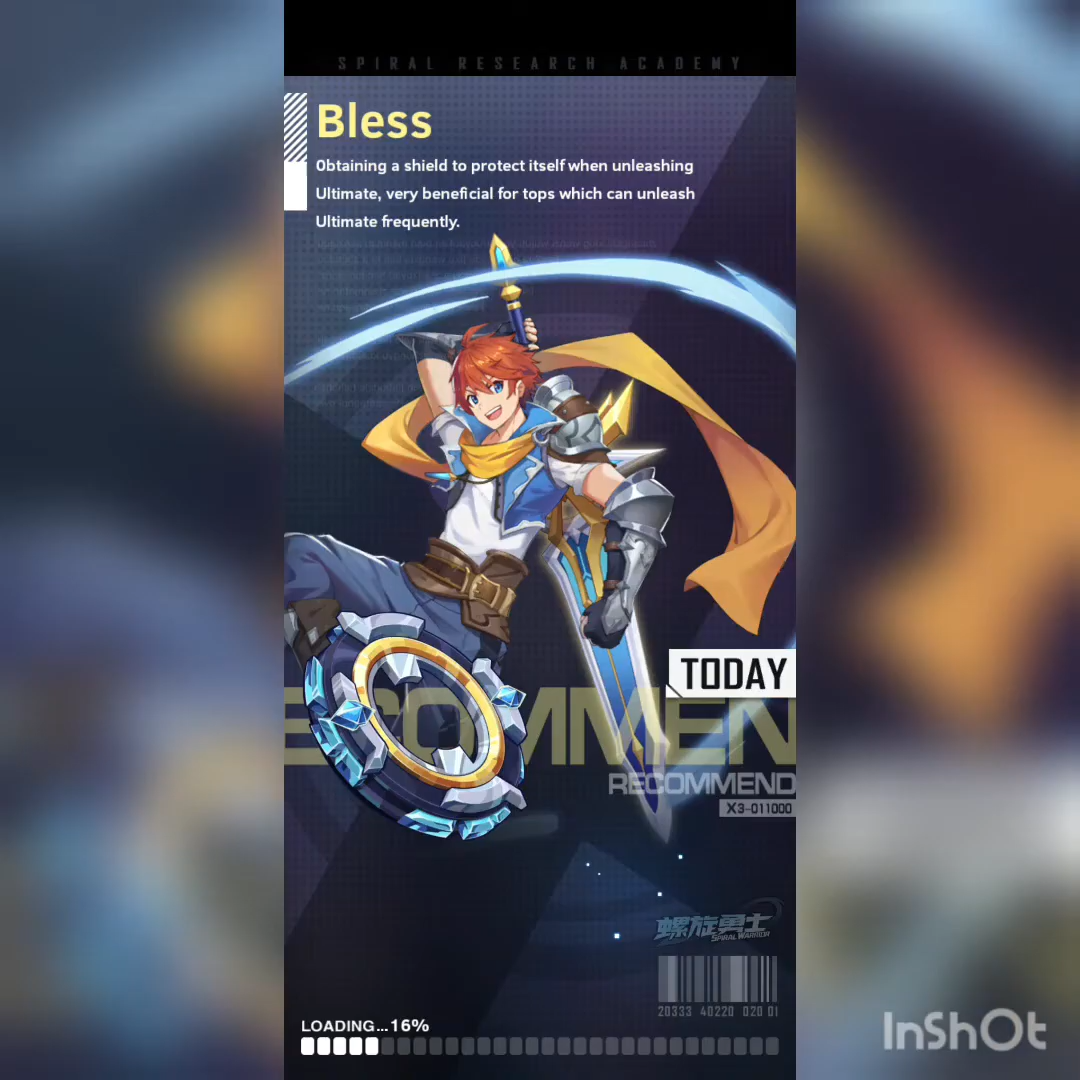 SPIRAL RESEARCH ACADEMY
Bless
Obtaining a shield to protect itself when unleashing
Ultimate, very beneficial for tops which can unleash
Ultimate frequently.
TODAY
ECOMMEN
RECOMMEND
X3-011000
螺旋勇士
SPIRAL WARRIOR
20333 40220 020 01
LOADING...16%
InShOt